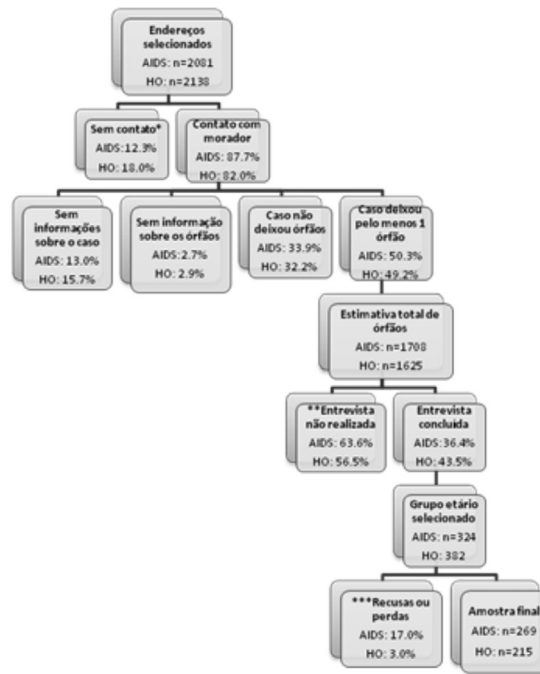 Endereços
selecionados
AIDS: n=2081
HO: n=2138
Sem contato*
AIDS:12.3%
HO: 18.0%
Contato com
morador
AIDS: 87.7%
HO: 82.0%
Sem
informações
sobre o caso
AIDS: 13.0%
HO: 15.7%
Sem informação
sobre os órfãos
AIDS:2.7%
HO: 2.9%
Caso não
deixou órfãos
AIDS: 33.9%
HO: 32.2%
Caso deixou
pelo menos 1
órfão
AIDS: 50.3%
HO: 49.2%
Estimativa total de
órfãos
AIDS: n=1708
HO: n=1625
**Entrevista
não realizada
AIDS: 63.6%
HO: 56.5%
Entrevista
concluída
AIDS: 36.4%
HO: 43.5%
Grupo etário
selecionado
AIDS: n=324
HO: 382
***Recusas ou
perdas
AIDS: 17.0%
HO: 3.0%
Amostra final
AIDS: n=269
HO: n=215